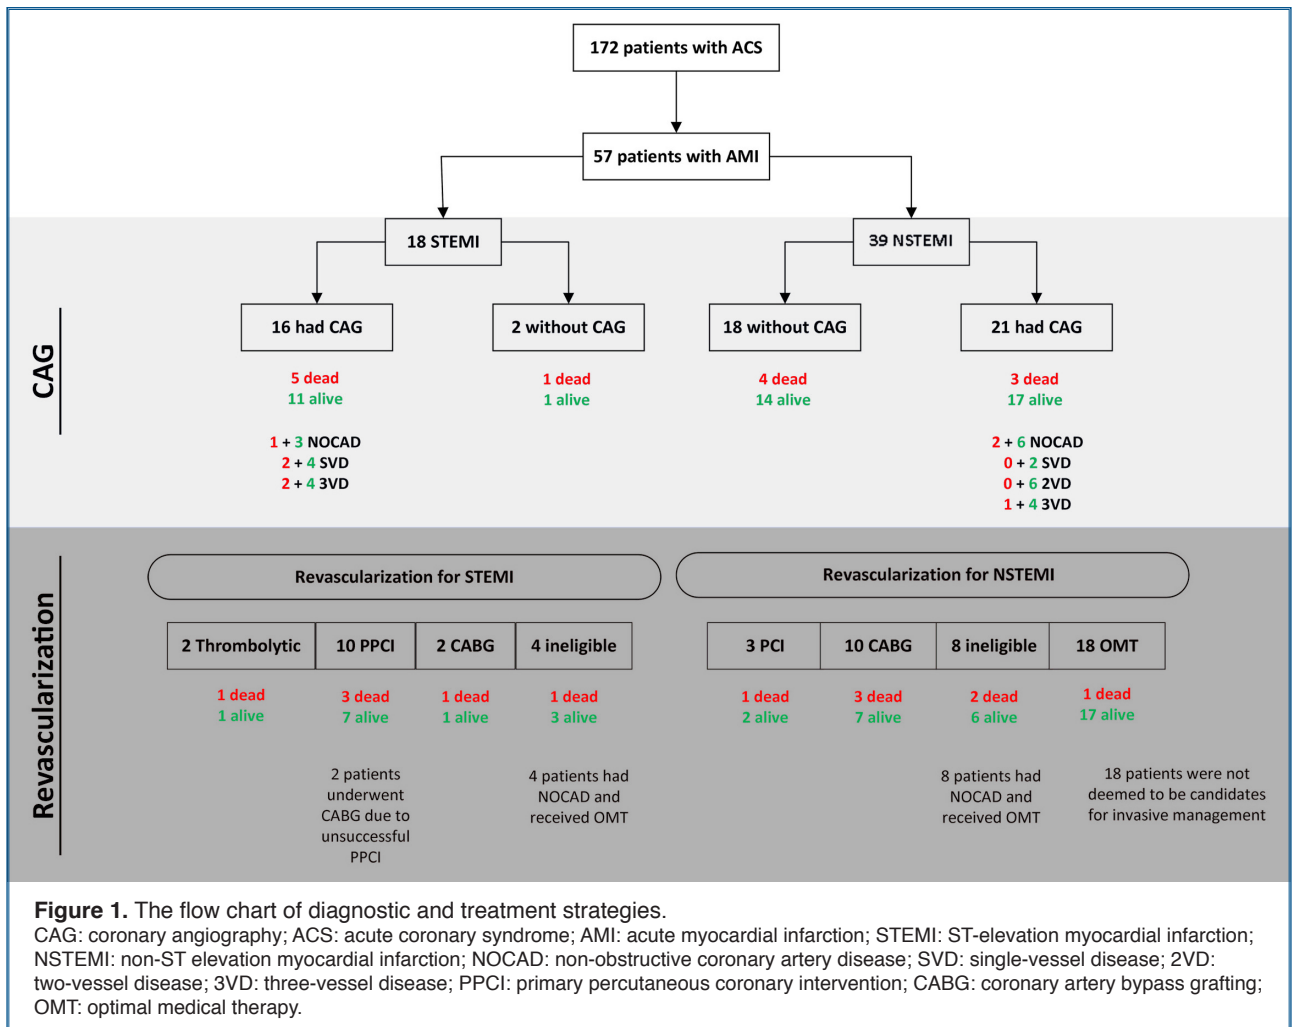 172 patients with ACS
57 patients with AMI
18 STEMI
39 NSTEMI
CAG
16 had CAG
2 without CAG
18 without CAG
21 had CAG
5 dead
11 alive
1 dead
1 alive
4 dead
14 alive
3 dead
17 alive
1 + 3 NOCAD
2 + 4 SVD
2 + 4 3VD
2 + 6 NOCAD
0 + 2 SVD
0 + 6 2VD
1 + 4 3VD
Revascularization
Revascularization for STEMI
Revascularization for NSTEMI
2 Thrombolytic
10 PPCI
2 CABG
4 ineligible
3 PCI
10 CABG
8 ineligible
18 OMT
1 dead
1 alive
3 dead
7 alive
1 dead
1 alive
1 dead
3 alive
1 dead
2 alive
3 dead
7 alive
2 dead
6 alive
1 dead
17 alive
2 patients
underwent
CABG due to
unsuccessful
PPCI
4 patients had
NOCAD and
received OMT
8 patients had
NOCAD and
received OMT
18 patients were not
deemed to be candidates
for invasive management
Figure 1. The flow chart of diagnostic and treatment strategies.
CAG: coronary angiography; ACS: acute coronary syndrome; AMI: acute myocardial infarction; STEMI: ST-elevation myocardial infarction;
NSTEMI: non-ST elevation myocardial infarction; NOCAD: non-obstructive coronary artery disease; SVD: single-vessel disease; 2VD:
two-vessel disease; 3VD: three-vessel disease; PPCI: primary percutaneous coronary intervention; CABG: coronary artery bypass grafting;
OMT: optimal medical therapy.